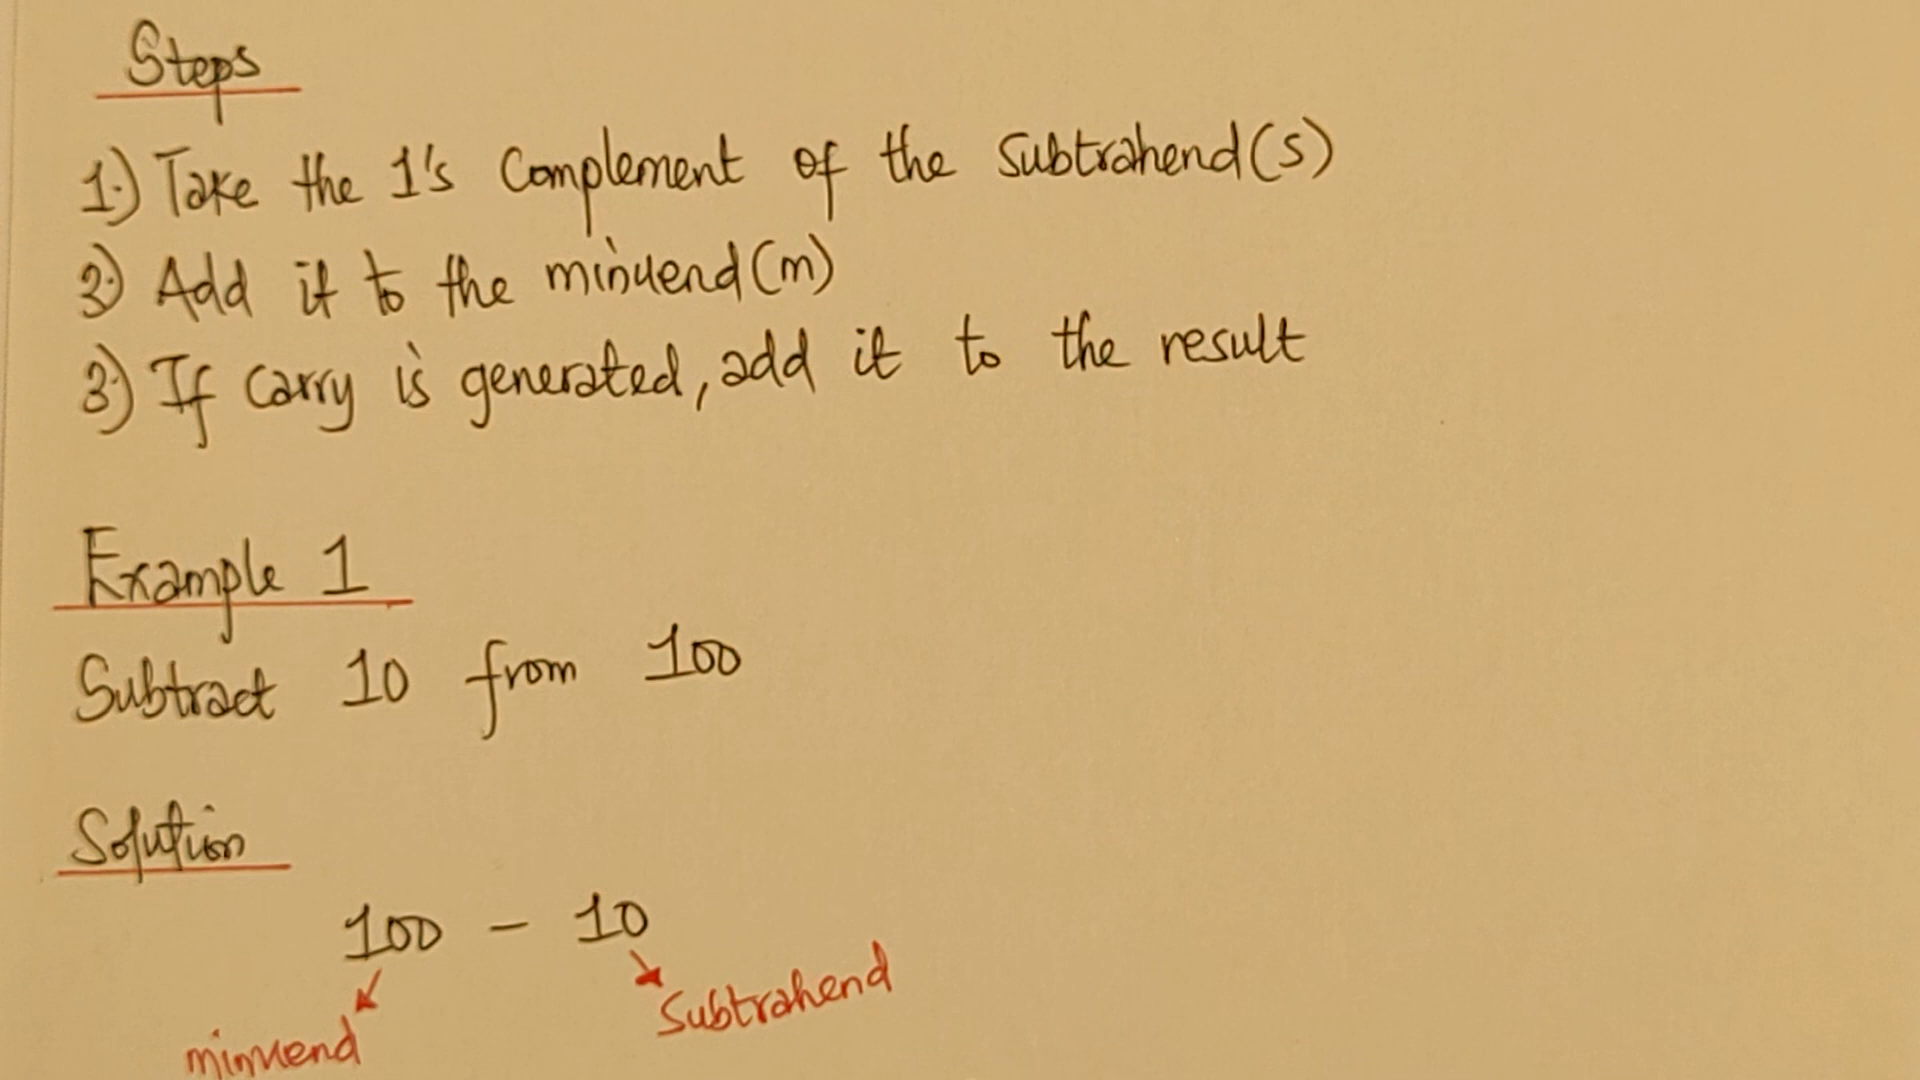 Steps
1.) Take the 1's Complement of the Subtrahend(s)
2.) Add it to the minuend(m)
3.) If Carry is generated, add it to the result
Example 1
Subtract 10 from 100
Solution
100 - 10
minuend Subtrahend